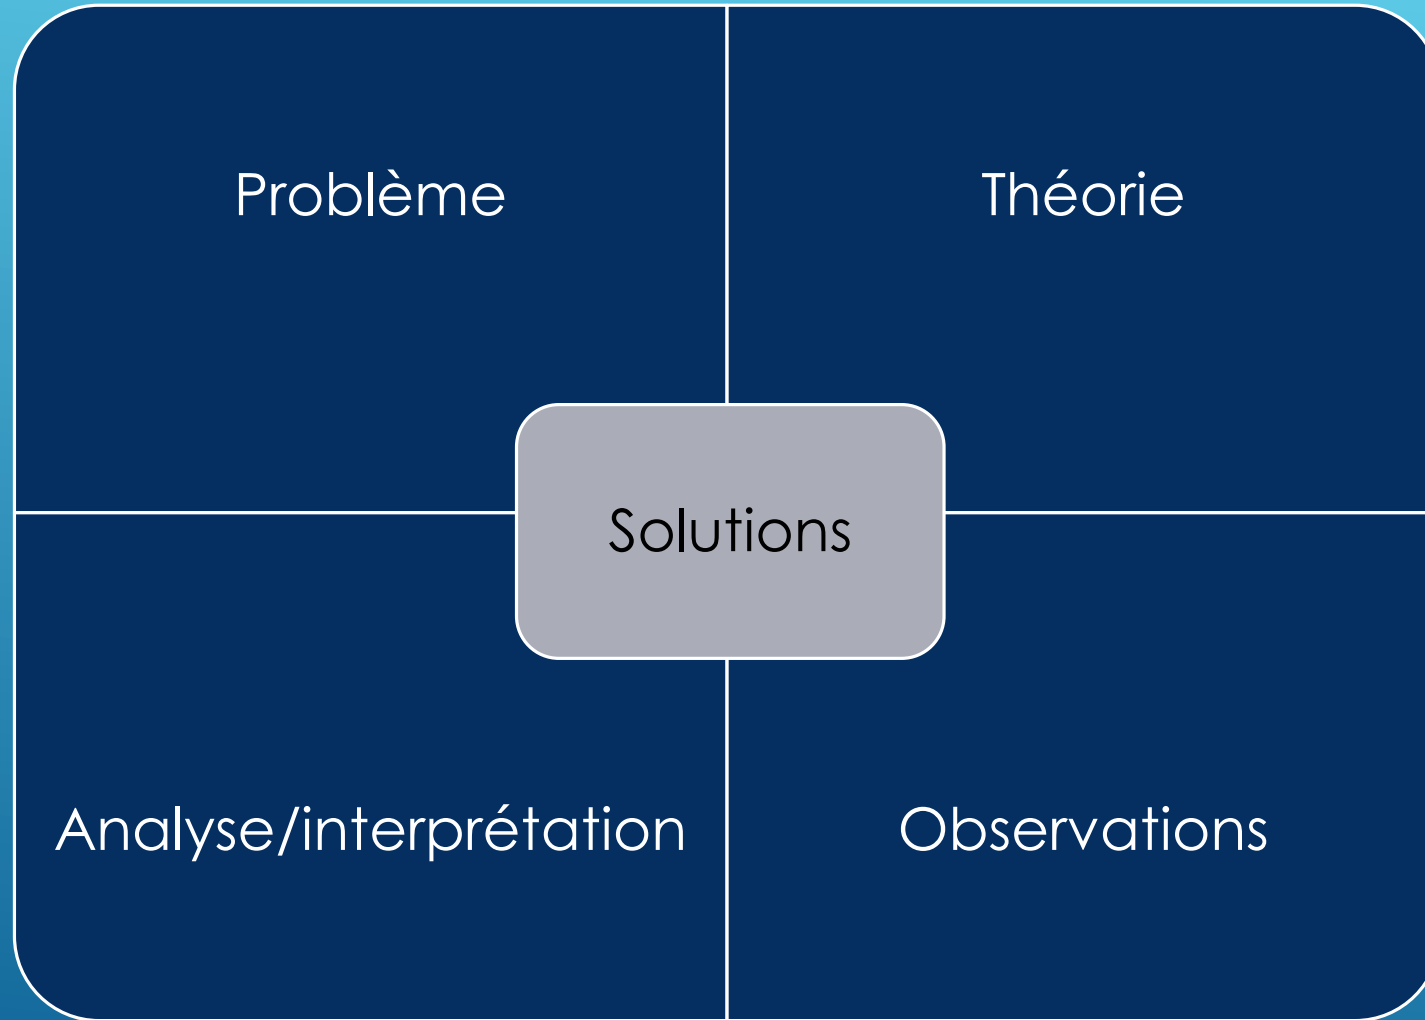 Problème
Théorie
Solutions
Analyse/interprétation
Observations